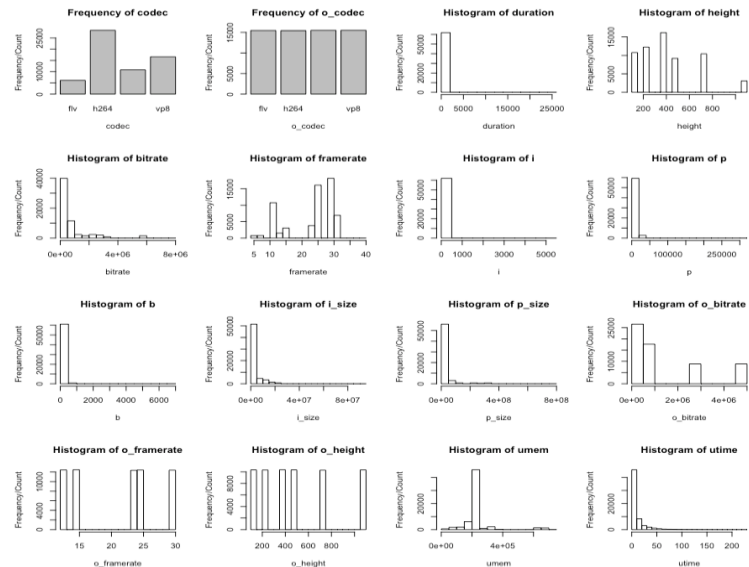 Frequency of codec
Frequency/Count
0 10000 25000
flv h264 vp8
codec
Frequency of o_codec
Frequency/Count
0 5000 15000
flv h264 vp8
o_codec
Histogram of duration
Frequency/Count
0 20000 50000
0 5000 15000 25000
duration
Histogram of height
Frequency/Count
0 5000 15000
200 400 600 800
height
Histogram of bitrate
Frequency/Count
0 20000 40000
0e+00 4e+06 8e+06
bitrate
Histogram of framerate
Frequency/Count
0 5000 15000
5 10 20 30 40
framerate
Histogram of i
Frequency/Count
0 20000 50000
0 1000 3000 5000
i
Histogram of p
Frequency/Count
0 20000 50000
0 100000 300000
p
Histogram of b
Frequency/Count
0 20000 50000
0 2000 4000 6000
b
Histogram of i_size
Frequency/Count
0 20000 50000
0e+00 4e+07 8e+07
i_size
Histogram of p_size
Frequency/Count
0 20000 50000
0e+00 4e+08 8e+08
p_size
Histogram of o_bitrate
Frequency/Count
0 10000 25000
0e+00 2e+06 4e+06
o_bitrate
Histogram of o_framerate
Frequency/Count
0 4000 10000
15 20 25 30
o_framerate
Histogram of o_height
Frequency/Count
0 4000 8000
200 400 600 800
o_height
Histogram of umem
Frequency/Count
0 20000 40000
0e+00 4e+05
umem
Histogram of utime
Frequency/Count
0 20000 40000
0 50 100 200
utime